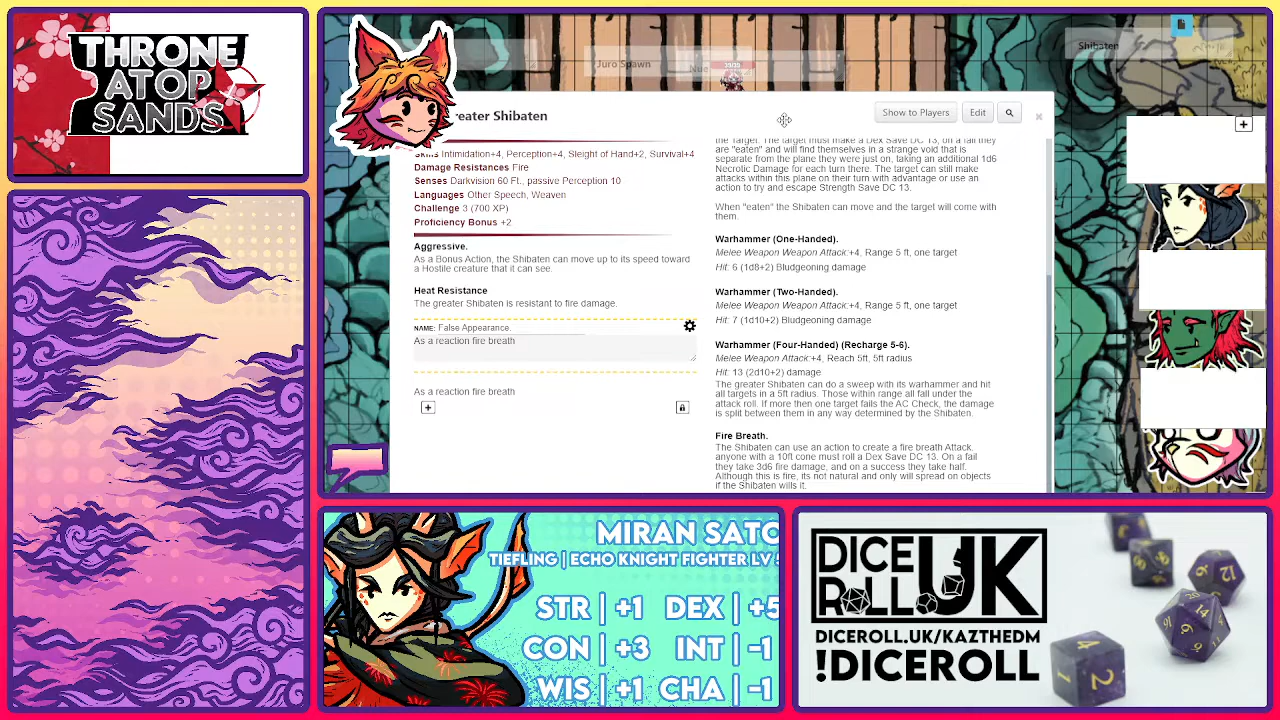 THRONE
ATOP
SANDS
Juro Spawn
Nue
Shibaten
reater Shibaten
Show to Players
Edit
Skills Intimidation+4, Perception+4, Sleight of Hand+2, Survival+4
Damage Resistances Fire
Senses Darkvision 60 Ft., passive Perception 10
Languages Other Speech, Weaven
Challenge 3 (700 XP)
Proficiency Bonus +2
Aggressive.
As a Bonus Action, the Shibaten can move up to its speed toward
a Hostile creature that it can see.
Heat Resistance
The greater Shibaten is resistant to fire damage.
NAME: False Appearance.
As a reaction fire breath
As a reaction fire breath
the Target. The target must make a Dex Save DC 13, on a fail they
are "eaten" and will find themselves in a strange void that is
separate from the plane they were just on, taking an additional 1d6
Necrotic Damage for each turn there. The target can still make
attacks within this plane on their turn with advantage or use an
action to try and escape Strength Save DC 13.
When "eaten" the Shibaten can move and the target will come with
them.
Warhammer (One-Handed).
Melee Weapon Weapon Attack:+4, Range 5 ft, one target
Hit: 6 (1d8+2) Bludgeoning damage
Warhammer (Two-Handed).
Melee Weapon Weapon Attack:+4, Range 5 ft, one target
Hit: 7 (1d10+2) Bludgeoning damage
Warhammer (Four-Handed) (Recharge 5-6).
Melee Weapon Attack:+4, Reach 5ft, 5ft radius
Hit: 13 (2d10+2) damage
The greater Shibaten can do a sweep with its warhammer and hit
all targets in a 5ft radius. Those within range all fall under the
attack roll. If more then one target fails the AC Check, the damage
is split between them in any way determined by the Shibaten.
Fire Breath.
The Shibaten can use an action to create a fire breath Attack.
anyone with a 10ft cone must roll a Dex Save DC 13. On a fail
they take 3d6 fire damage, and on a success they take half.
Although this is fire, its not natural and only will spread on objects
if the Shibaten wills it.
MIRAN SATO
TIEFLING | ECHO KNIGHT FIGHTER LV 5
STR | +1 DEX | +5
CON | +3 INT | -1
WIS | +1 CHA | -1
DICE
ROLL UK
DICEROLL.UK/KAZTHEDM
!DICEROLL